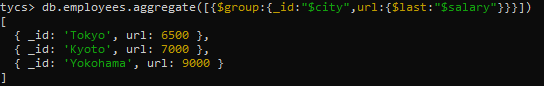 tycs> db.employees.aggregate([{$group:{_id:"$city",url:{$last:"$salary"}}}])
[
  { _id: 'Tokyo', url: 6500 },
  { _id: 'Kyoto', url: 7000 },
  { _id: 'Yokohama', url: 9000 }
]